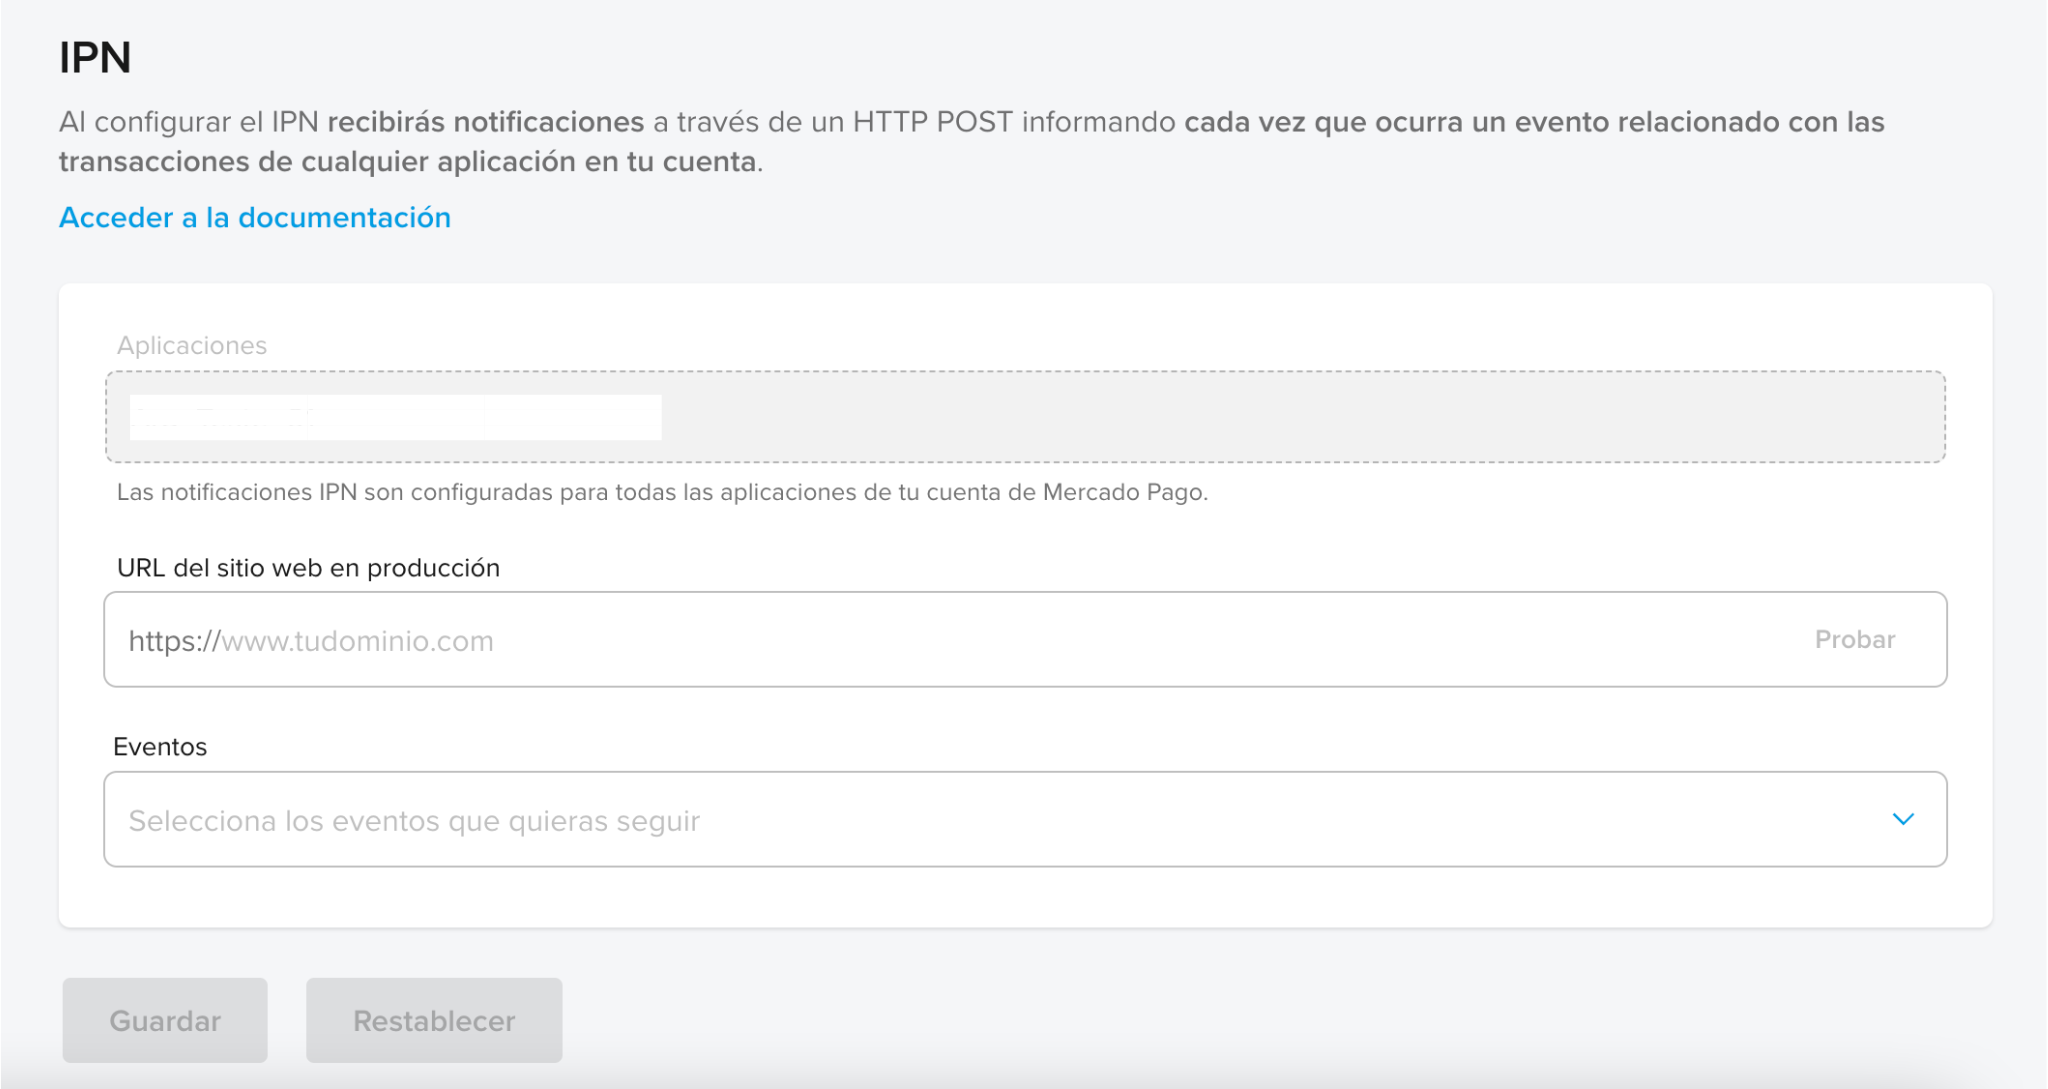 IPN
Al configurar el IPN recibirás notificaciones a través de un HTTP POST informando cada vez que ocurra un evento relacionado con las
transacciones de cualquier aplicación en tu cuenta.
Acceder a la documentación
Aplicaciones
Las notificaciones IPN son configuradas para todas las aplicaciones de tu cuenta de Mercado Pago.
URL del sitio web en producción
https://www.tudominio.com Probar
Eventos
Selecciona los eventos que quieras seguir
Guardar Restablecer